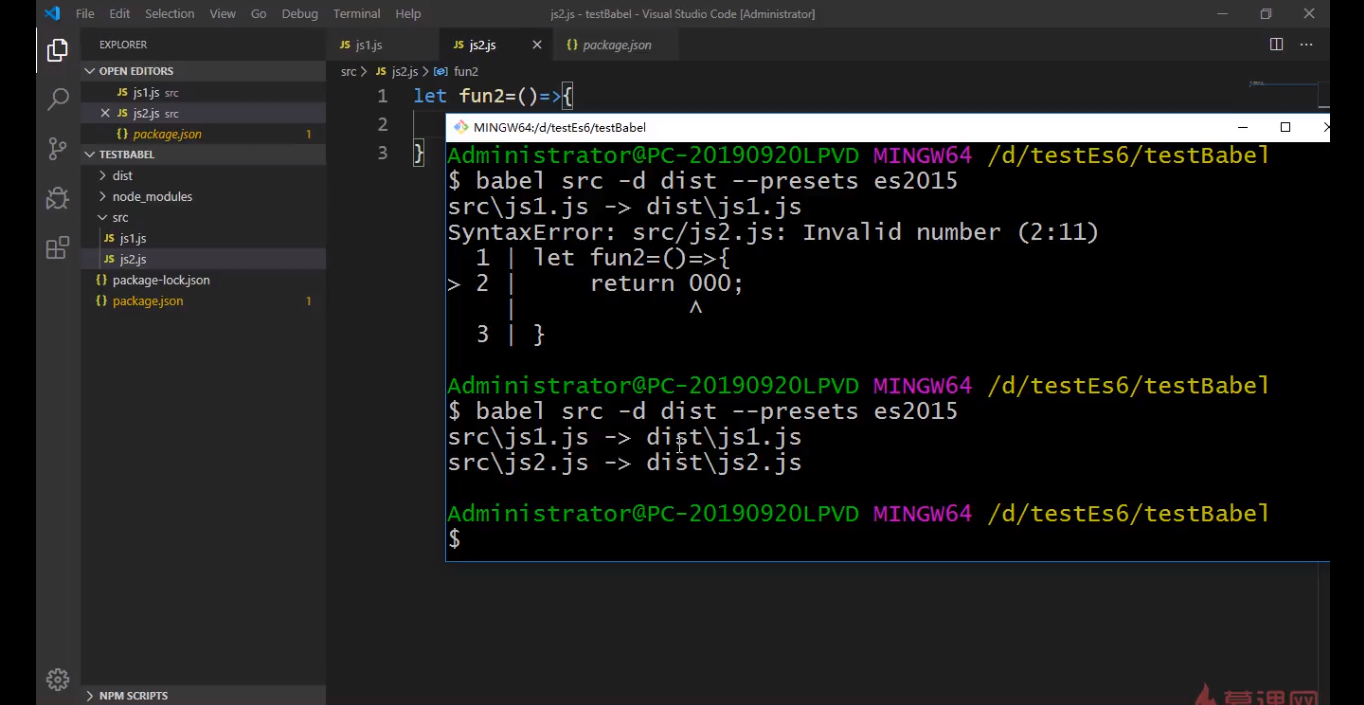 File Edit Selection View Go Debug Terminal Help js2.js - testBabel - Visual Studio Code [Administrator]
EXPLORER
JS js1.js
JS js2.js
{} package.json
OPEN EDITORS
JS js1.js src
JS js2.js src
{} package.json 1
TESTBABEL
dist
node_modules
src
JS js1.js
JS js2.js
{} package-lock.json
{} package.json 1
NPM SCRIPTS
src > JS js2.js > fun2
1 let fun2=()=>{
2
3 }
MINGW64:/d/testEs6/testBabel
Administrator@PC-20190920LPVD MINGW64 /d/testEs6/testBabel
$ babel src -d dist --presets es2015
src\js1.js -> dist\js1.js
SyntaxError: src/js2.js: Invalid number (2:11)
1 | let fun2=()=>{
> 2 | return 000;
| ^
3 | }
Administrator@PC-20190920LPVD MINGW64 /d/testEs6/testBabel
$ babel src -d dist --presets es2015
src\js1.js -> dist\js1.js
src\js2.js -> dist\js2.js
Administrator@PC-20190920LPVD MINGW64 /d/testEs6/testBabel
$